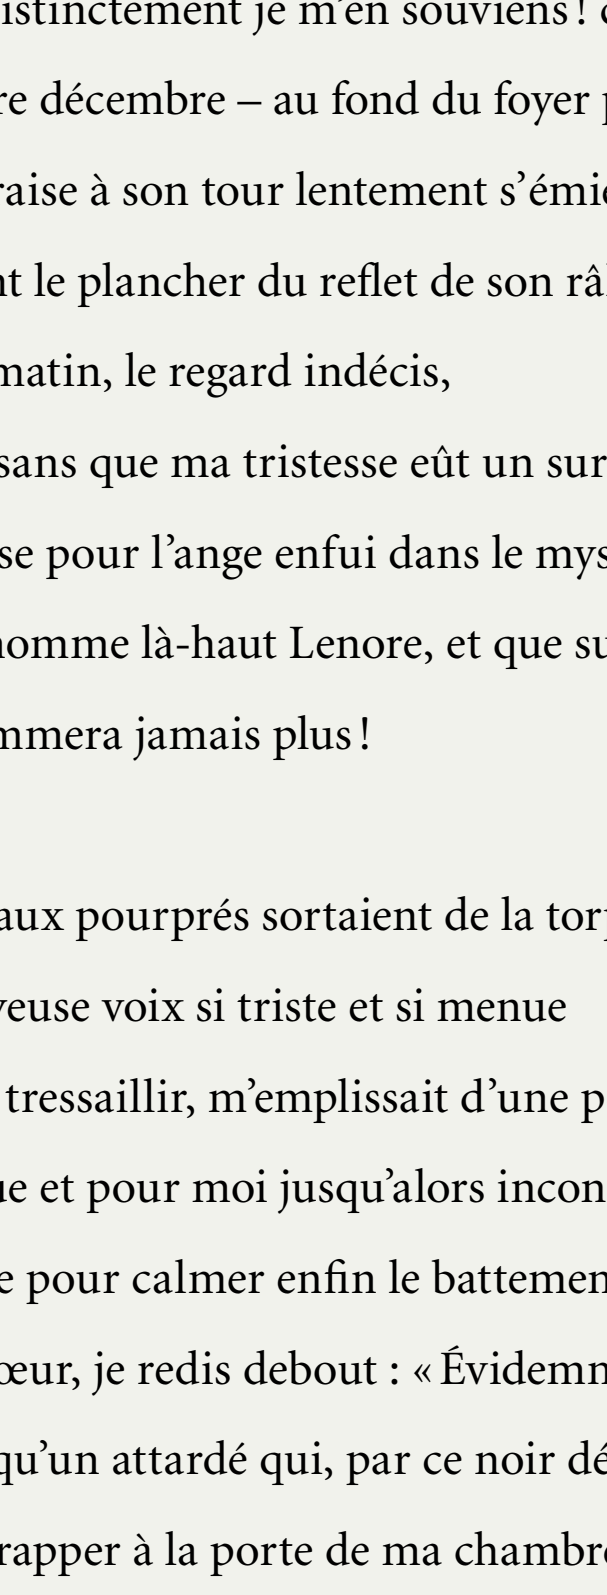 istinctement je m’en souviens !
re décembre – au fond du foyer p
raise à son tour lentement s’émie
nt le plancher du reflet de son râl
matin, le regard indécis,
sans que ma tristesse eût un sur
se pour l’ange enfui dans le mys
nomme là-haut Lenore, et que su
mmera jamais plus !
aux pourprés sortaient de la torp
yeuse voix si triste et si menue
tressaillir, m’emplissait d’une p
ue et pour moi jusqu’alors incon
e pour calmer enfin le battemen
œur, je redis debout : « Évidemm
qu’un attardé qui, par ce noir dé
rapper à la porte de ma chambre